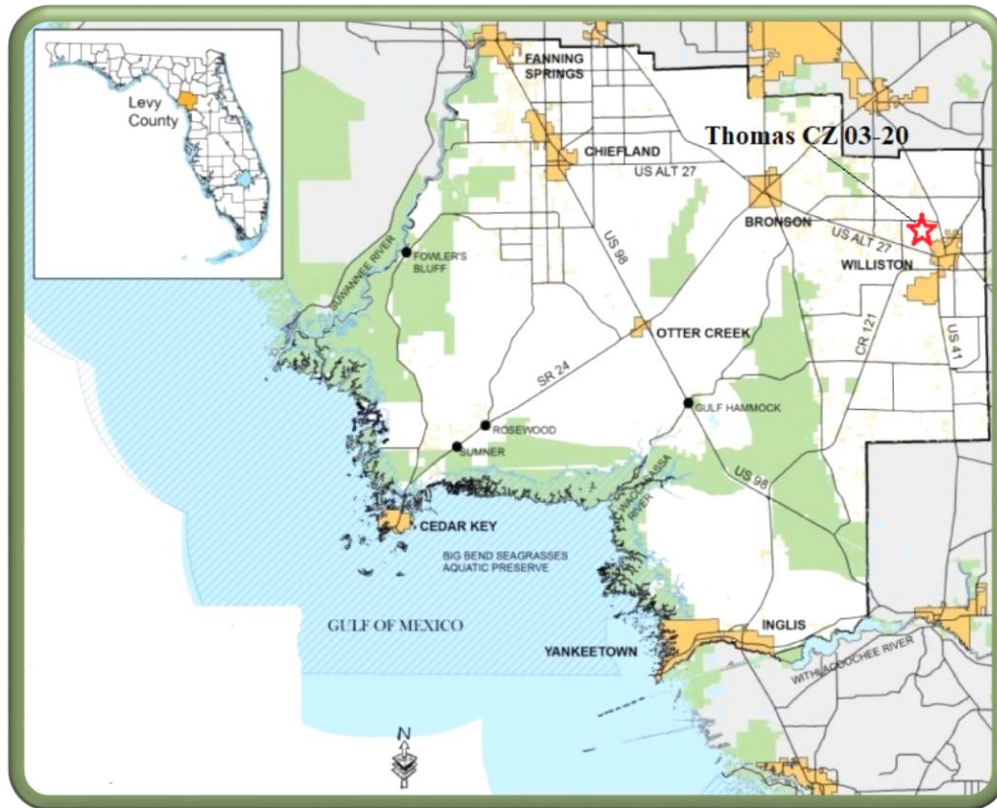 Levy
County
FANNING
SPRINGS
Thomas CZ 03-20
CHIEFLAND
US ALT 27
BRONSON
US ALT 27
WILLISTON
SUWANNEE RIVER
FOWLER'S
BLUFF
US 98
OTTER CREEK
CR 121
US 41
SR 24
GULF HAMMOCK
ROSEWOOD
SUMNER
US 98
WACCASASSA
RIVER
CEDAR KEY
BIG BEND SEAGRASSES
AQUATIC PRESERVE
GULF OF MEXICO
INGLIS
YANKEETOWN
WITHLACOOCHEE RIVER
N